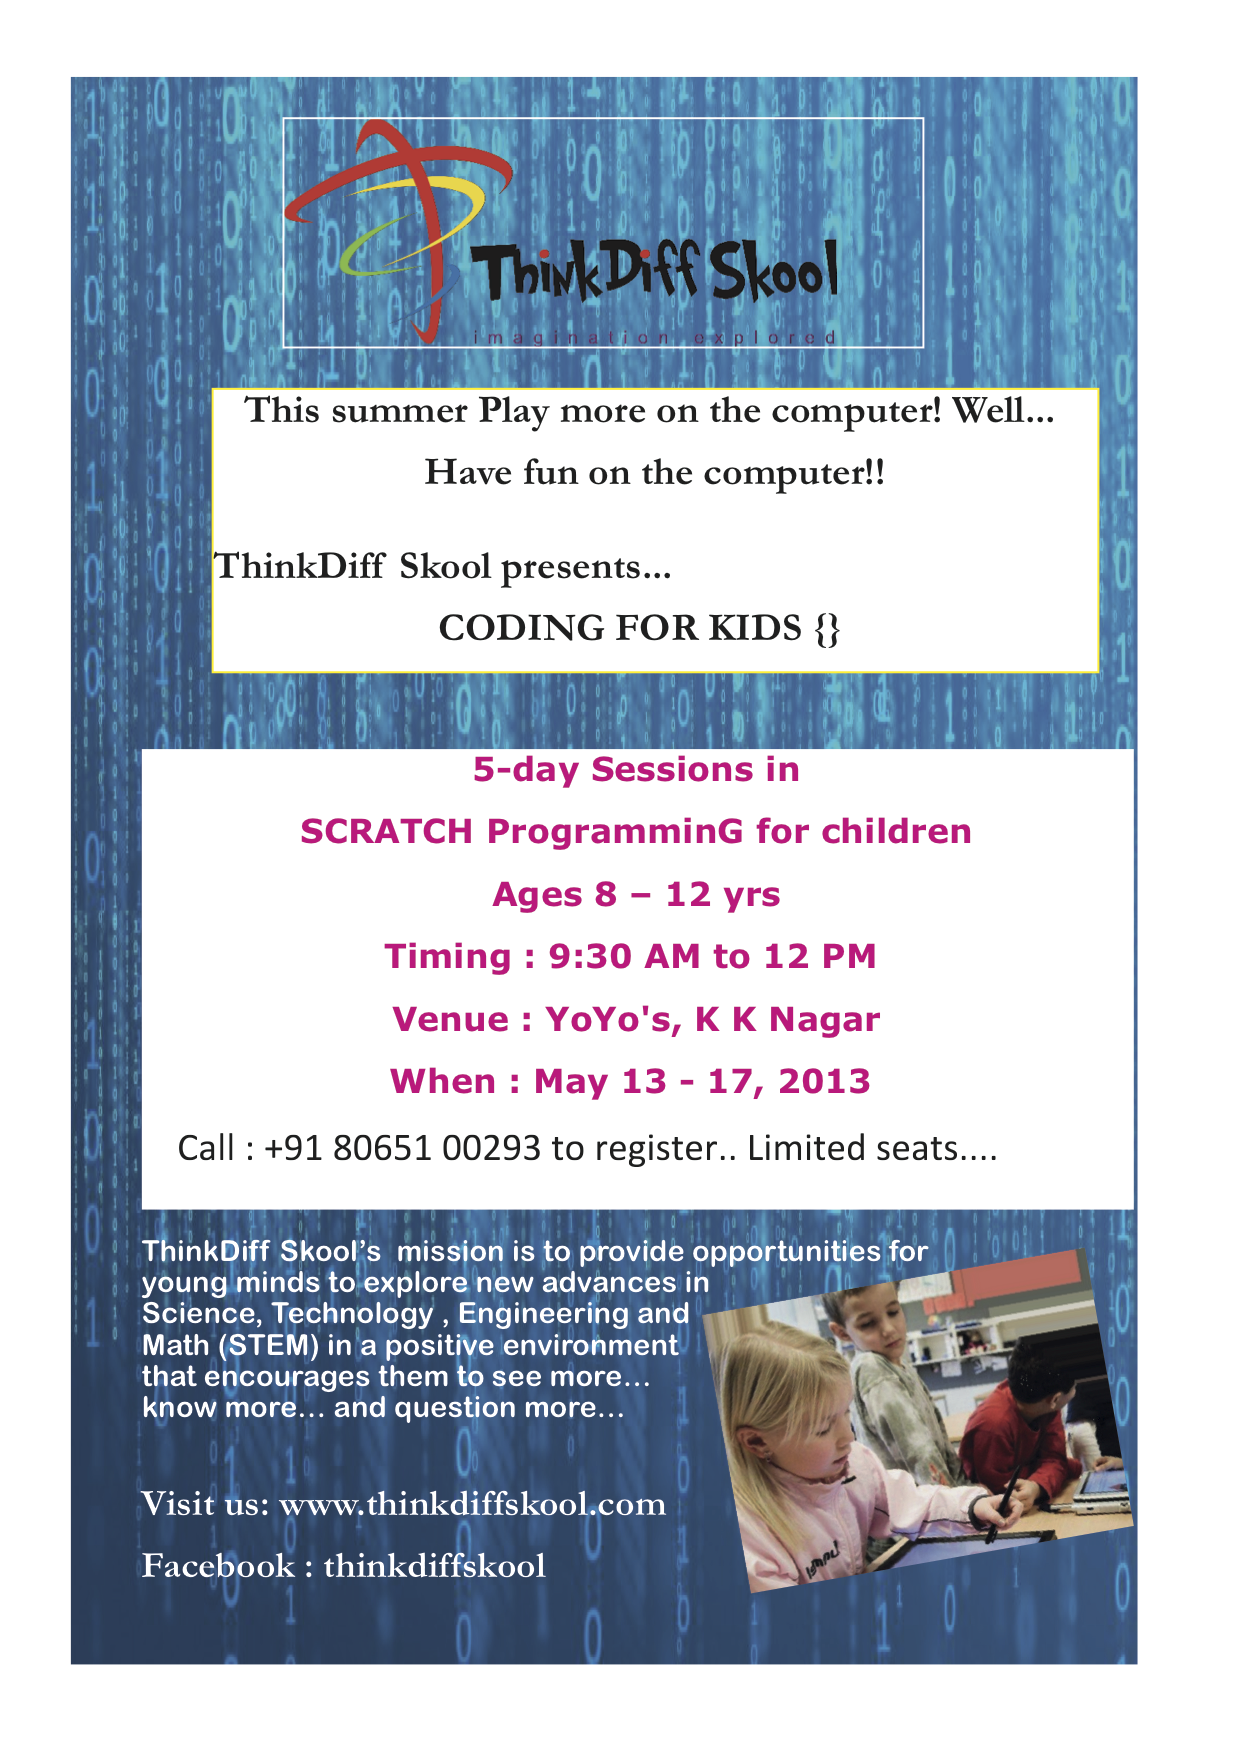 ThinkDiff Skool
imagination explored
This summer Play more on the computer! Well...
Have fun on the computer!!
ThinkDiff Skool presents...
CODING FOR KIDS {}
5-day Sessions in
SCRATCH ProgramminG for children
Ages 8 – 12 yrs
Timing : 9:30 AM to 12 PM
Venue : YoYo's, K K Nagar
When : May 13 - 17, 2013
Call : +91 80651 00293 to register.. Limited seats....
ThinkDiff Skool’s mission is to provide opportunities for
young minds to explore new advances in
Science, Technology , Engineering and
Math (STEM) in a positive environment
that encourages them to see more...
know more... and question more...
Visit us: www.thinkdiffskool.com
Facebook : thinkdiffskool